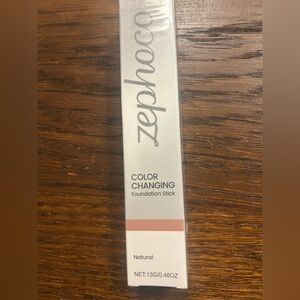 zephoco
COLOR
CHANGING
Foundation Stick
Natural
NET:13G/0.46OZ